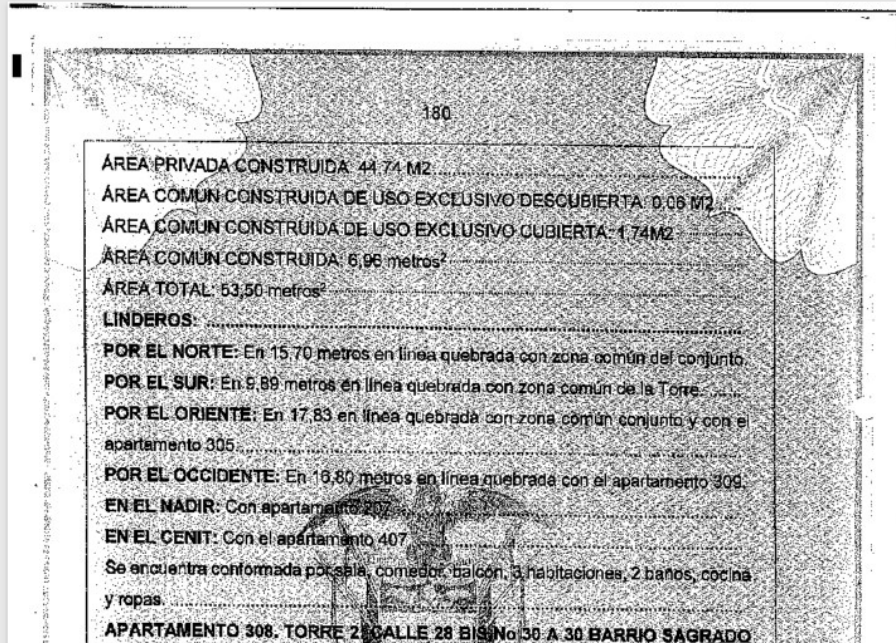 180
ÁREA PRIVADA CONSTRUIDA: 44.74 M2
ÁREA COMÚN CONSTRUIDA DE USO EXCLUSIVO DESCUBIERTA: 0,06 M2
ÁREA COMÚN CONSTRUIDA DE USO EXCLUSIVO CUBIERTA: 1,74M2
ÁREA COMÚN CONSTRUIDA: 6,96 metros²
ÁREA TOTAL: 53,50 metros²
LINDEROS:
POR EL NORTE: En 15,70 metros en línea quebrada con zona común del conjunto.
POR EL SUR: En 9,89 metros en línea quebrada con zona común de la Torre.
POR EL ORIENTE: En 17,83 en línea quebrada con zona común conjunto y con el
apartamento 305.
POR EL OCCIDENTE: En 16,80 metros en línea quebrada con el apartamento 309.
EN EL NADIR: Con apartamento 207
EN EL CENIT: Con el apartamento 407
Se encuentra conformada por sala, comedor, balcón, 3 habitaciones, 2 baños, cocina
y ropas.
APARTAMENTO 308. TORRE 2 CALLE 28 BIS No 30 A 30 BARRIO SAGRADO